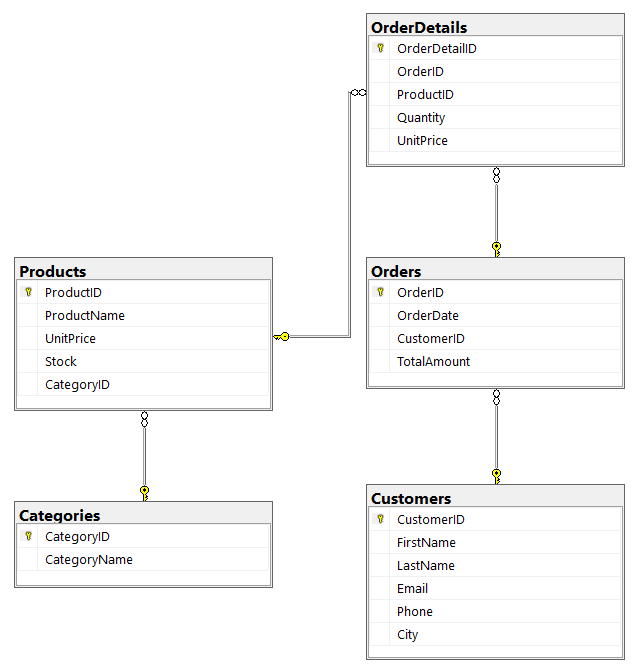 OrderDetails
OrderDetailID
OrderID
ProductID
Quantity
UnitPrice
Products
ProductID
ProductName
UnitPrice
Stock
CategoryID
Orders
OrderID
OrderDate
CustomerID
TotalAmount
Categories
CategoryID
CategoryName
Customers
CustomerID
FirstName
LastName
Email
Phone
City